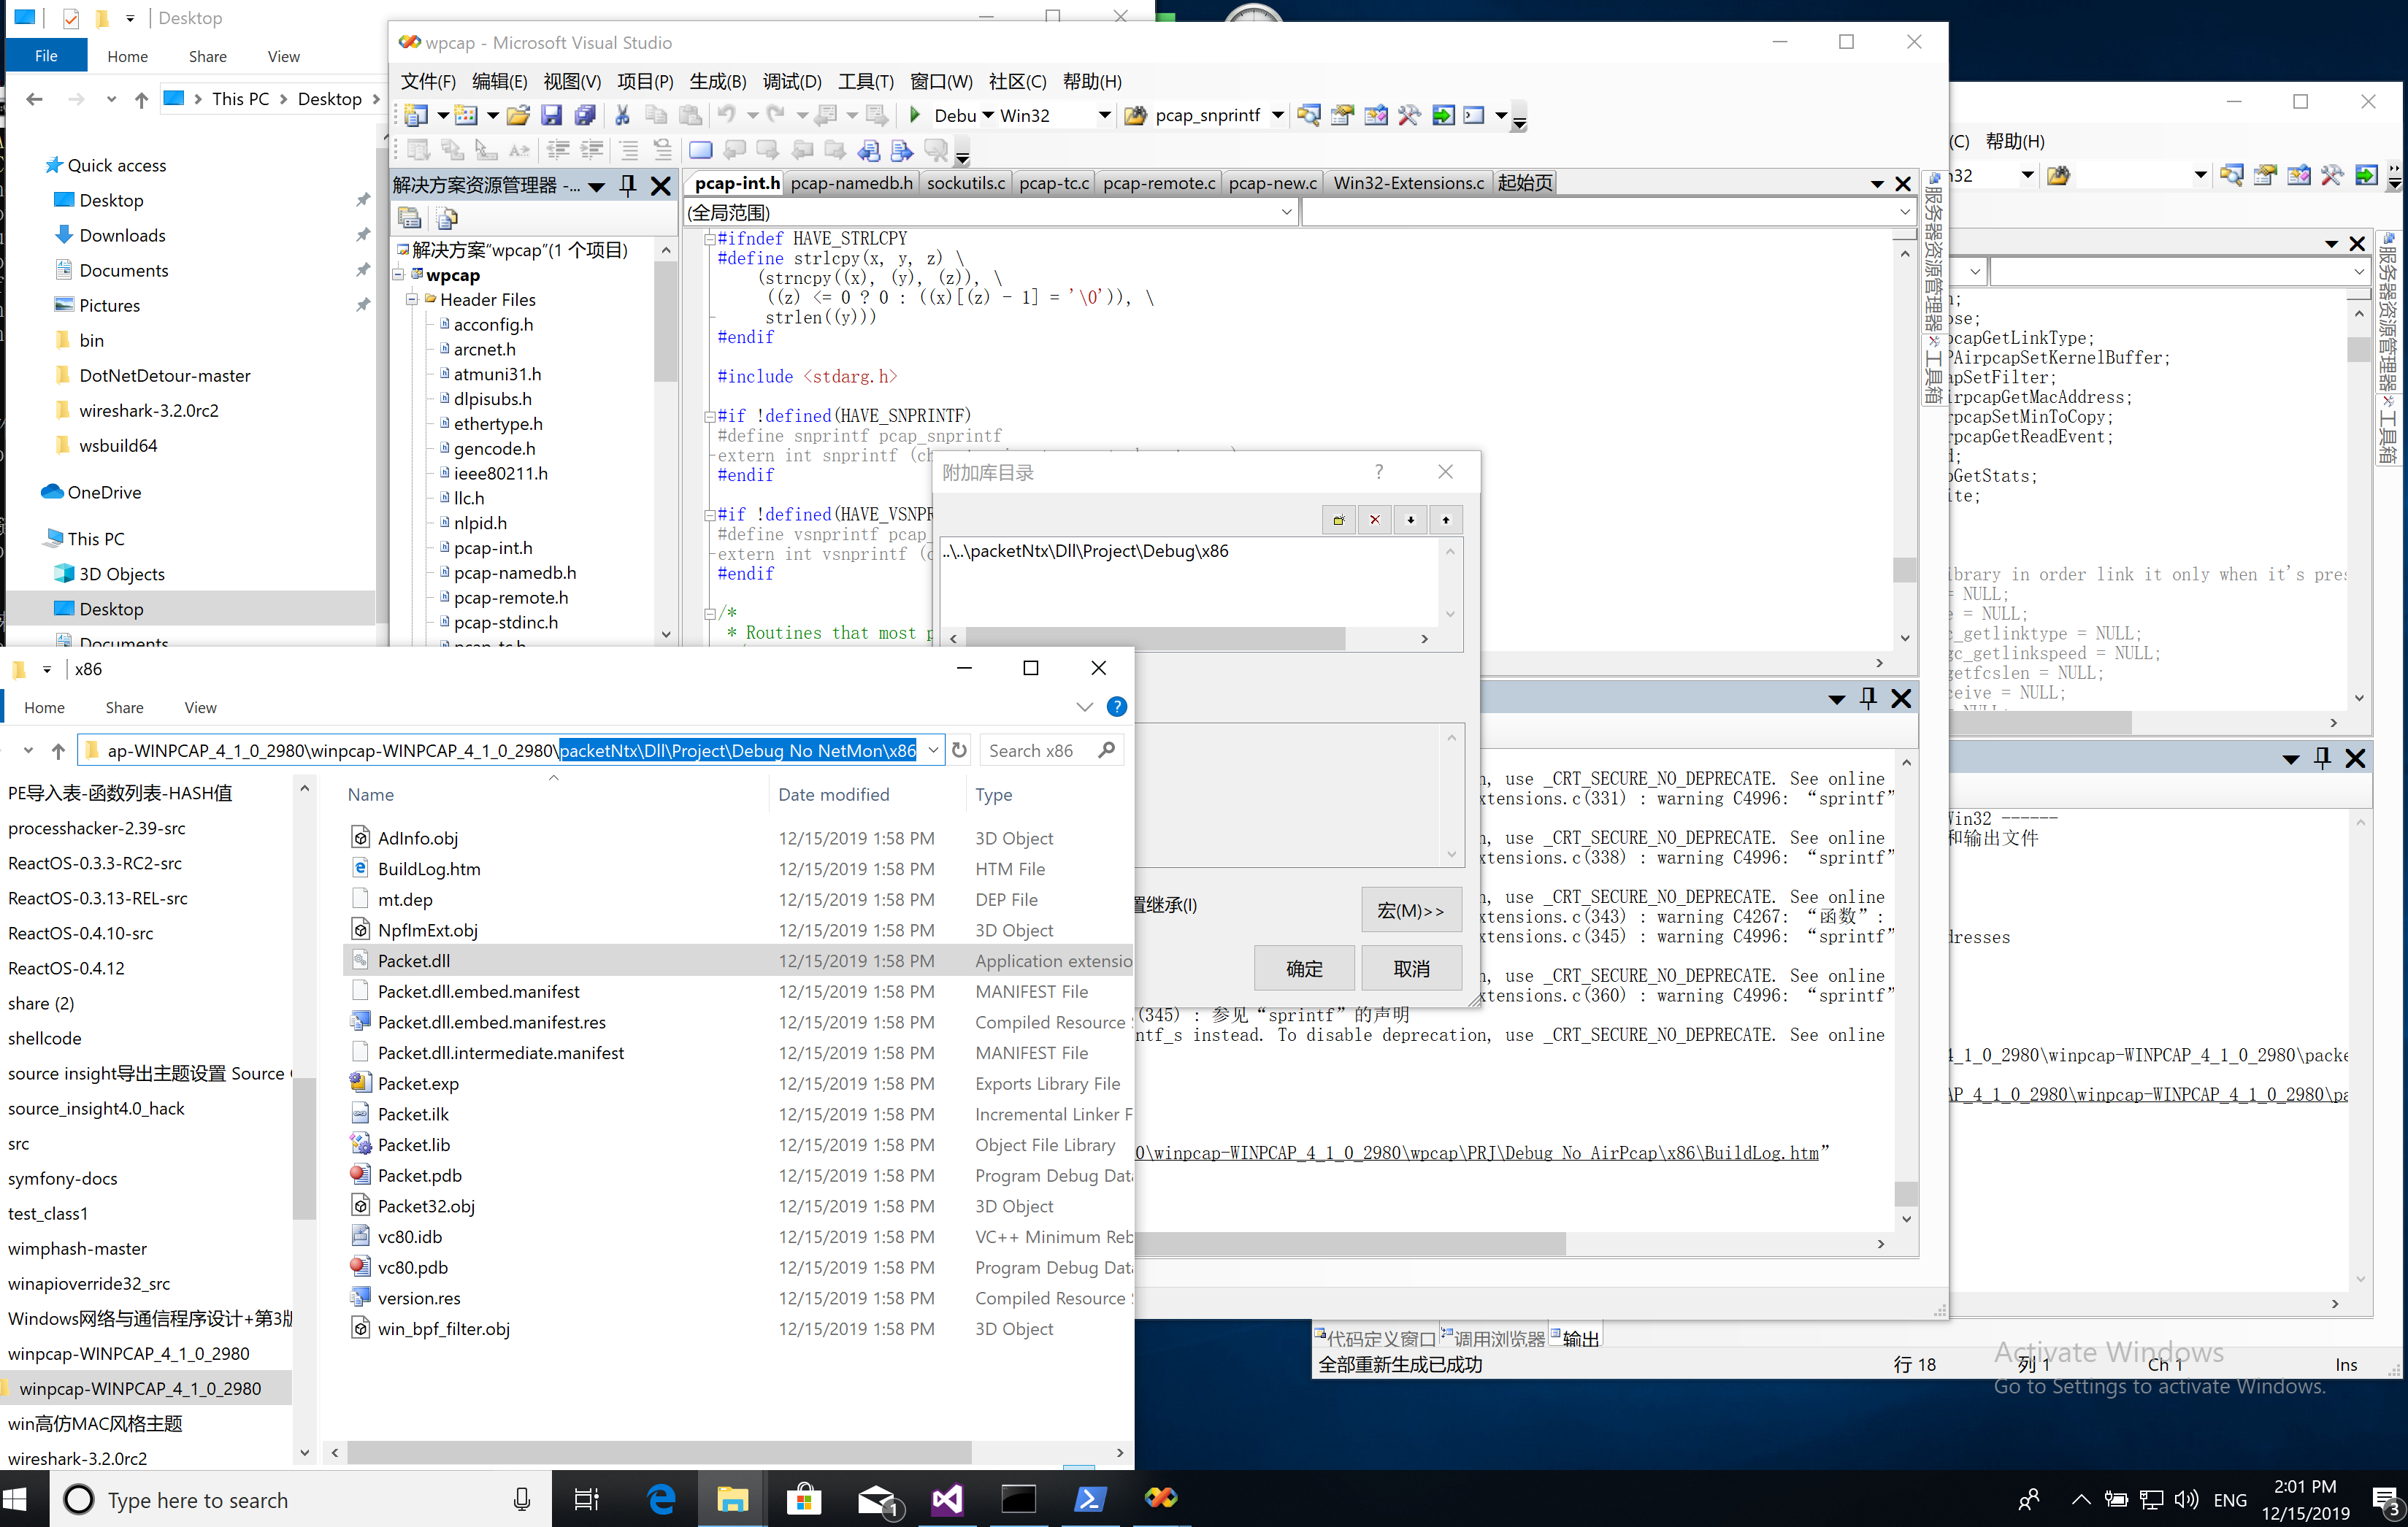 Desktop
File
Home
Share
View
This PC
Desktop
Quick access
Desktop
Downloads
Documents
Pictures
bin
DotNetDetour-master
wireshark-3.2.0rc2
wsbuild64
OneDrive
This PC
3D Objects
Desktop
Documents
wpcap - Microsoft Visual Studio
文件(F) 编辑(E) 视图(V) 项目(P) 生成(B) 调试(D) 工具(T) 窗口(W) 社区(C) 帮助(H)
Debu Win32 pcap_snprintf
解决方案资源管理器 -...
解决方案"wpcap"(1 个项目)
wpcap
Header Files
acconfig.h
arcnet.h
atmuni31.h
dlpisubs.h
ethertype.h
gencode.h
ieee80211.h
llc.h
nlpid.h
pcap-int.h
pcap-namedb.h
pcap-remote.h
pcap-stdinc.h
pcap-tc.h
pcap-int.h pcap-namedb.h sockutils.c pcap-tc.c pcap-remote.c pcap-new.c Win32-Extensions.c 起始页
(全局范围)
#ifndef HAVE_STRLCPY
#define strlcpy(x, y, z) \
(strncpy((x), (y), (z)), \
((z) <= 0 ? 0 : ((x)[(z) - 1] = '\0')), \
strlen((y)))
#endif
#include <stdarg.h>
#if !defined(HAVE_SNPRINTF)
#define snprintf pcap_snprintf
extern int snprintf (ch
#endif
#if !defined(HAVE_VSNPR
#define vsnprintf pcap_
extern int vsnprintf (c
#endif
/*
* Routines that most p
服务器资源管理器
工具箱
附加库目录
?
..\..\packetNtx\Dll\Project\Debug\x86
置继承(I)
宏(M)>>
确定
取消
n, use _CRT_SECURE_NO_DEPRECATE. See online
xtensions.c(331) : warning C4996: “sprintf”
n, use _CRT_SECURE_NO_DEPRECATE. See online
xtensions.c(338) : warning C4996: “sprintf”
n, use _CRT_SECURE_NO_DEPRECATE. See online
xtensions.c(343) : warning C4267: “函数”:
xtensions.c(345) : warning C4996: “sprintf”
n, use _CRT_SECURE_NO_DEPRECATE. See online
xtensions.c(360) : warning C4996: “sprintf”
(345) : 参见“sprintf”的声明
ntf_s instead. To disable deprecation, use _CRT_SECURE_NO_DEPRECATE. See online
0\winpcap-WINPCAP_4_1_0_2980\wpcap\PRJ\Debug No AirPcap\x86\BuildLog.htm”
(C) 帮助(H)
32
n;
ose;
pcapGetLinkType;
PAirpcapSetKernelBuffer;
apSetFilter;
irpcapGetMacAddress;
rpcapSetMinToCopy;
rpcapGetReadEvent;
d;
pGetStats;
ite;
ibrary in order link it only when it's pres
= NULL;
e = NULL;
c_getlinktype = NULL;
gc_getlinkspeed = NULL;
getfcslen = NULL;
ceive = NULL;
服务器资源管理器
工具箱
Win32 ------
和输出文件
dresses
4_1_0_2980\winpcap-WINPCAP_4_1_0_2980\packe
AP_4_1_0_2980\winpcap-WINPCAP_4_1_0_2980\pa
代码定义窗口 调用浏览器 输出
全部重新生成已成功
行 18
列 1
Ch 1
Ins
Activate Windows
Go to Settings to activate Windows.
x86
Home
Share
View
?
ap-WINPCAP_4_1_0_2980\winpcap-WINPCAP_4_1_0_2980\packetNtx\Dll\Project\Debug No NetMon\x86
Search x86
PE导入表-函数列表-HASH值
processhacker-2.39-src
ReactOS-0.3.3-RC2-src
ReactOS-0.3.13-REL-src
ReactOS-0.4.10-src
ReactOS-0.4.12
share (2)
shellcode
source insight导出主题设置 Source
source_insight4.0_hack
src
symfony-docs
test_class1
wimphash-master
winapioverride32_src
Windows网络与通信程序设计+第3版
winpcap-WINPCAP_4_1_0_2980
winpcap-WINPCAP_4_1_0_2980
win高仿MAC风格主题
wireshark-3.2.0rc2
Name Date modified Type
AdInfo.obj 12/15/2019 1:58 PM 3D Object
BuildLog.htm 12/15/2019 1:58 PM HTM File
mt.dep 12/15/2019 1:58 PM DEP File
NpfImExt.obj 12/15/2019 1:58 PM 3D Object
Packet.dll 12/15/2019 1:58 PM Application extensio
Packet.dll.embed.manifest 12/15/2019 1:58 PM MANIFEST File
Packet.dll.embed.manifest.res 12/15/2019 1:58 PM Compiled Resource
Packet.dll.intermediate.manifest 12/15/2019 1:58 PM MANIFEST File
Packet.exp 12/15/2019 1:58 PM Exports Library File
Packet.ilk 12/15/2019 1:58 PM Incremental Linker F
Packet.lib 12/15/2019 1:58 PM Object File Library
Packet.pdb 12/15/2019 1:58 PM Program Debug Dat
Packet32.obj 12/15/2019 1:58 PM 3D Object
vc80.idb 12/15/2019 1:58 PM VC++ Minimum Reb
vc80.pdb 12/15/2019 1:58 PM Program Debug Dat
version.res 12/15/2019 1:58 PM Compiled Resource
win_bpf_filter.obj 12/15/2019 1:58 PM 3D Object
Type here to search
1
ENG
2:01 PM
12/15/2019
3